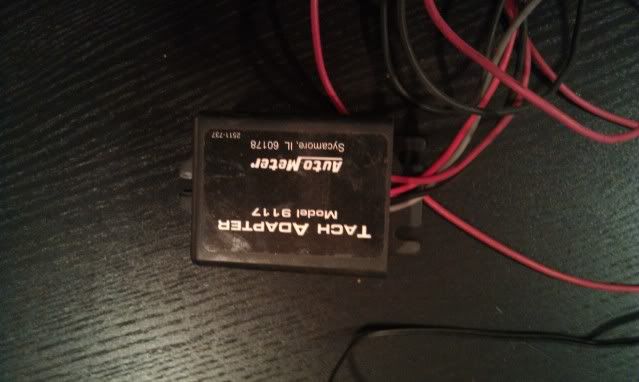 TACH ADAPTER
Model 9117
Auto Meter
Sycamore, IL 60178
2511-737